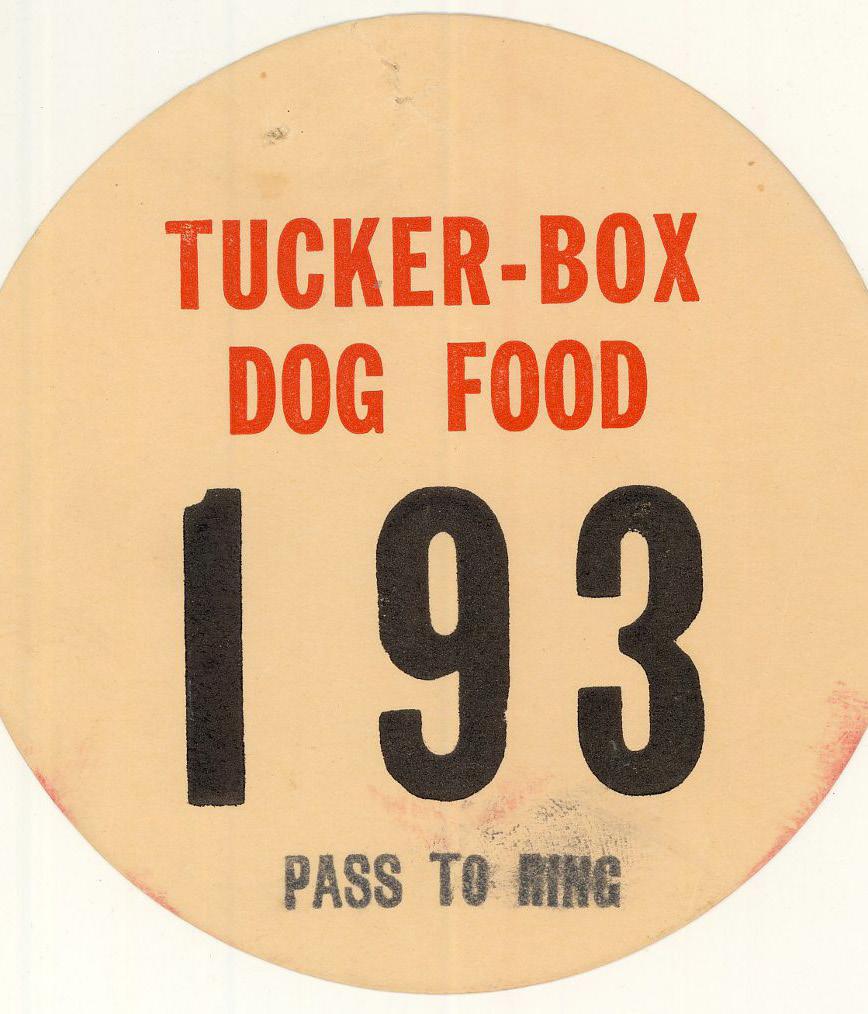 TUCKER-BOX
DOG FOOD
193
PASS TO RING